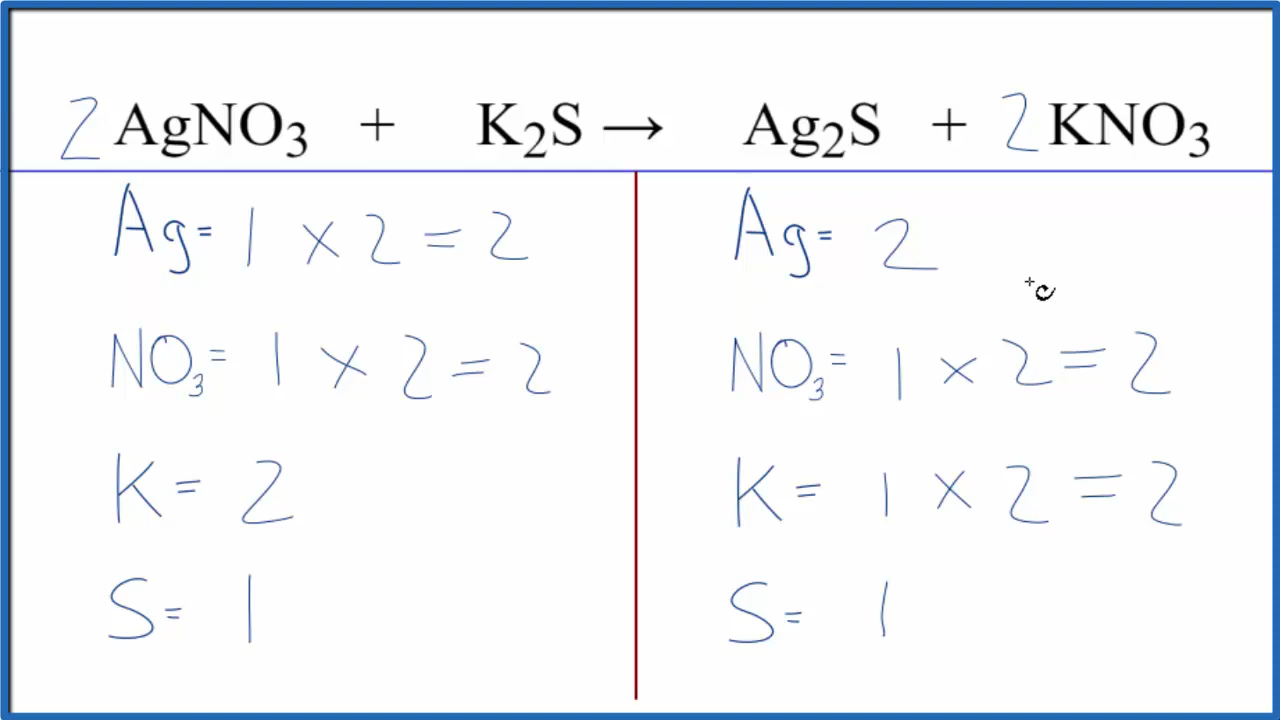 2 AgNO₃ + K₂S → Ag₂S + 2 KNO₃
Ag= 1 x 2 = 2
NO₃= 1 x 2 = 2
K= 2
S= 1
Ag= 2
NO₃= 1 x 2 = 2
K= 1 x 2 = 2
S= 1